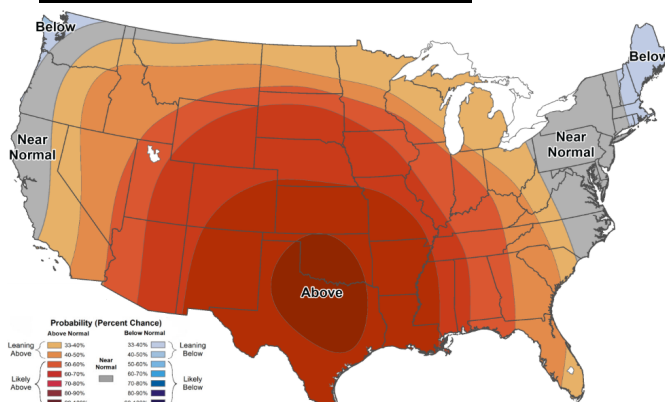 Below
Below
Near
Normal
Near
Normal
Above
Probability (Percent Chance)
Above Normal
Below Normal
Leaning
Above
33-40%
40-50%
50-60%
60-70%
70-80%
80-90%
Likely
Above
Near
Normal
33-40%
40-50%
50-60%
60-70%
70-80%
80-90%
Leaning
Below
Likely
Below